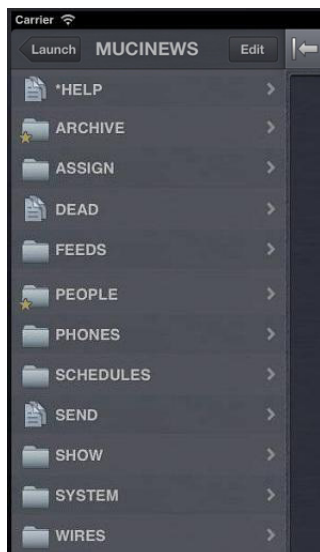 Carrier
Launch MUCINEWS Edit
*HELP
ARCHIVE
ASSIGN
DEAD
FEEDS
PEOPLE
PHONES
SCHEDULES
SEND
SHOW
SYSTEM
WIRES